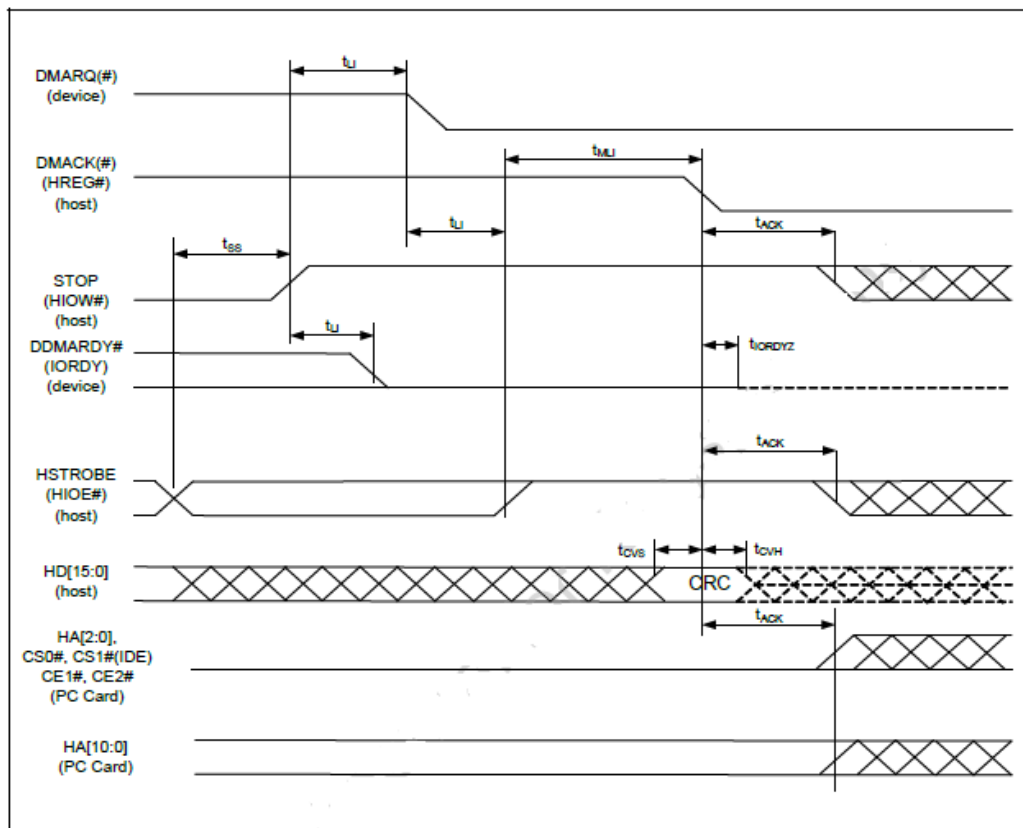 tLI
DMARQ(#)
(device)
tMLI
DMACK(#)
(HREG#)
(host)
tLI
tACK
tSS
STOP
(HIOW#)
(host)
tLI
DDMARDY#
(IORDY)
(device)
tIORDYZ
tACK
HSTROBE
(HIOE#)
(host)
tCVS
tCVH
HD[15:0]
(host)
CRC
tACK
HA[2:0],
CS0#, CS1#(IDE)
CE1#, CE2#
(PC Card)
HA[10:0]
(PC Card)